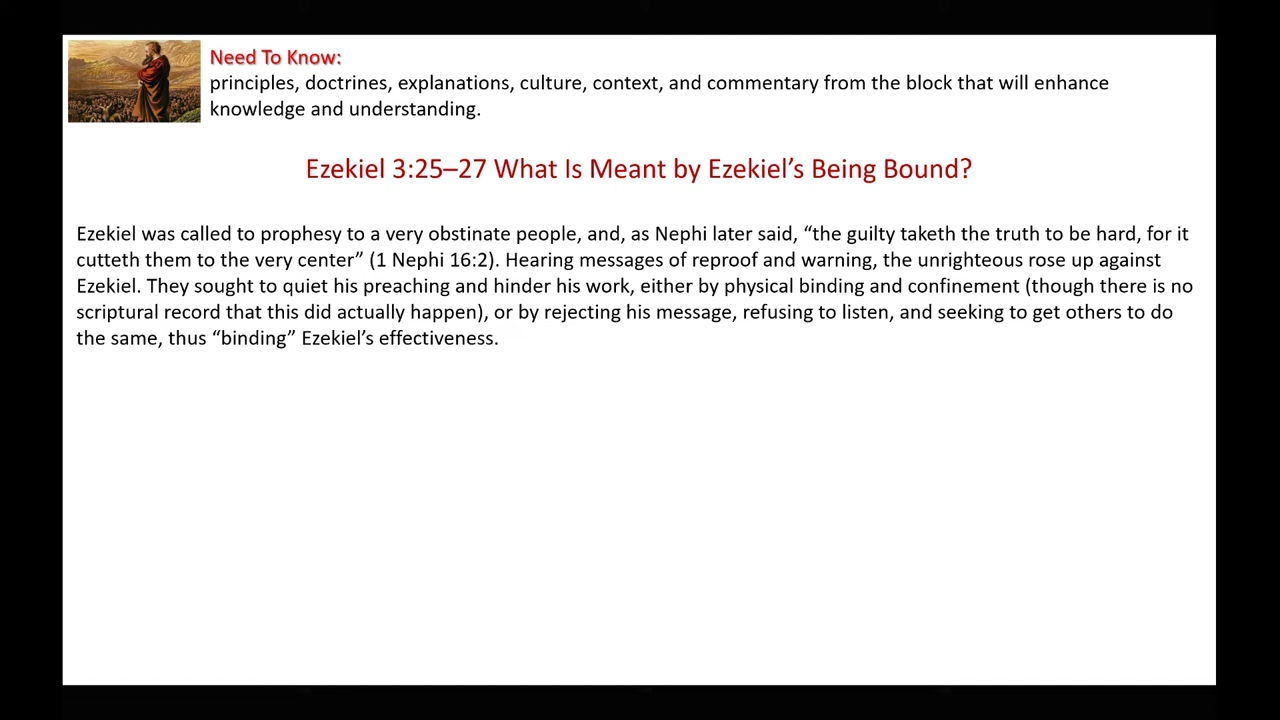 Need To Know:
principles, doctrines, explanations, culture, context, and commentary from the block that will enhance
knowledge and understanding.
Ezekiel 3:25–27 What Is Meant by Ezekiel’s Being Bound?
Ezekiel was called to prophesy to a very obstinate people, and, as Nephi later said, “the guilty taketh the truth to be hard, for it
cutteth them to the very center” (1 Nephi 16:2). Hearing messages of reproof and warning, the unrighteous rose up against
Ezekiel. They sought to quiet his preaching and hinder his work, either by physical binding and confinement (though there is no
scriptural record that this did actually happen), or by rejecting his message, refusing to listen, and seeking to get others to do
the same, thus “binding” Ezekiel’s effectiveness.